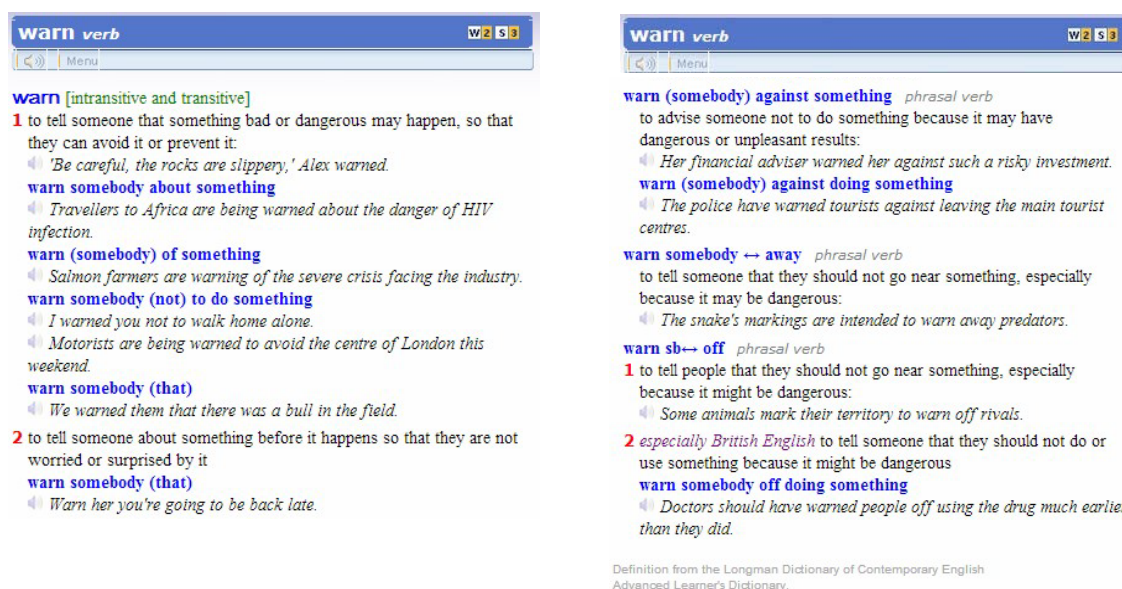 warn verb W2 S3
Menu
warn [intransitive and transitive]
1 to tell someone that something bad or dangerous may happen, so that
they can avoid it or prevent it:
'Be careful, the rocks are slippery,' Alex warned.
warn somebody about something
Travellers to Africa are being warned about the danger of HIV
infection.
warn (somebody) of something
Salmon farmers are warning of the severe crisis facing the industry.
warn somebody (not) to do something
I warned you not to walk home alone.
Motorists are being warned to avoid the centre of London this
weekend.
warn somebody (that)
We warned them that there was a bull in the field.
2 to tell someone about something before it happens so that they are not
worried or surprised by it
warn somebody (that)
Warn her you're going to be back late.
warn verb W2 S3
Menu
warn (somebody) against something phrasal verb
to advise someone not to do something because it may have
dangerous or unpleasant results:
Her financial adviser warned her against such a risky investment.
warn (somebody) against doing something
The police have warned tourists against leaving the main tourist
centres.
warn somebody ↔ away phrasal verb
to tell someone that they should not go near something, especially
because it may be dangerous:
The snake's markings are intended to warn away predators.
warn sb↔ off phrasal verb
1 to tell people that they should not go near something, especially
because it might be dangerous:
Some animals mark their territory to warn off rivals.
2 especially British English to tell someone that they should not do or
use something because it might be dangerous
warn somebody off doing something
Doctors should have warned people off using the drug much earlie
than they did.
Definition from the Longman Dictionary of Contemporary English
Advanced Learner's Dictionary.